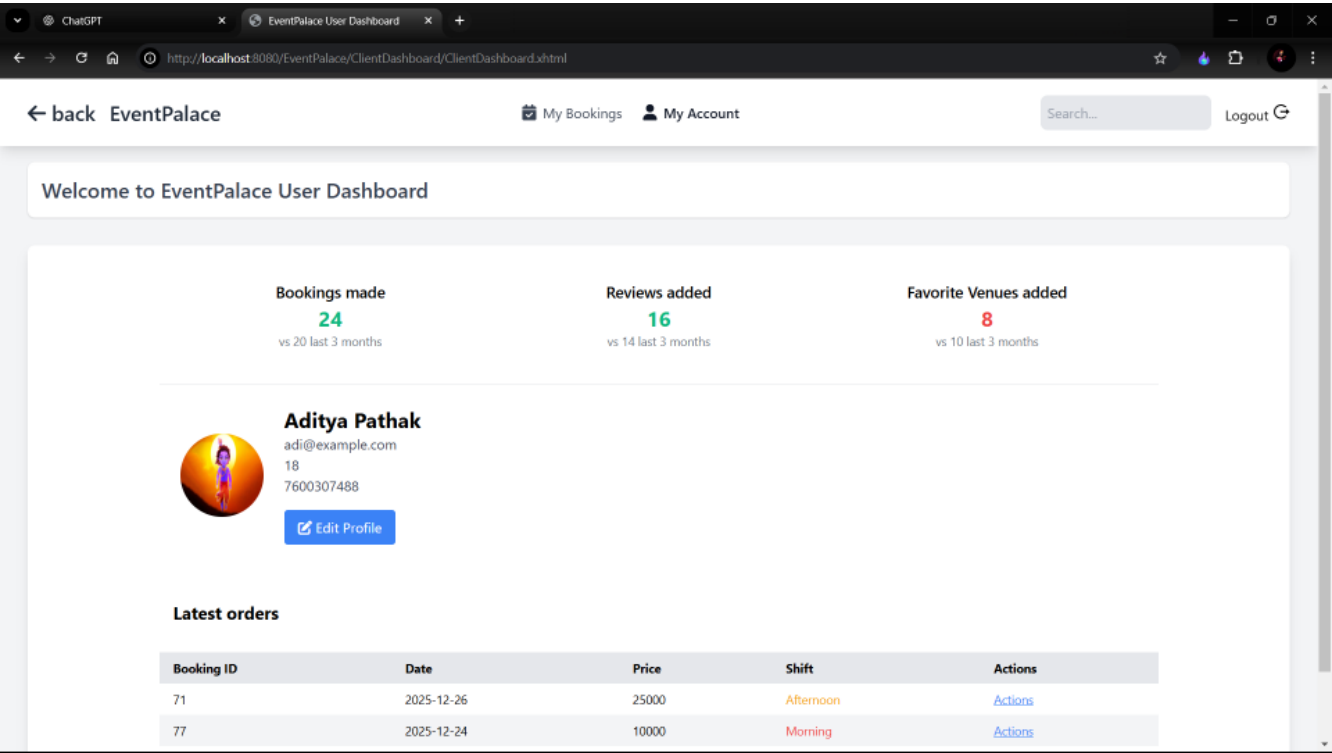 ChatGPT
EventPalace User Dashboard
http://localhost:8080/EventPalace/ClientDashboard/ClientDashboard.xhtml
back EventPalace My Bookings My Account Search... Logout
Welcome to EventPalace User Dashboard
Bookings made Reviews added Favorite Venues added
24 16 8
vs 20 last 3 months vs 14 last 3 months vs 10 last 3 months
Aditya Pathak
adi@example.com
18
7600307488
Edit Profile
Latest orders
Booking ID Date Price Shift Actions
71 2025-12-26 25000 Afternoon Actions
77 2025-12-24 10000 Morning Actions